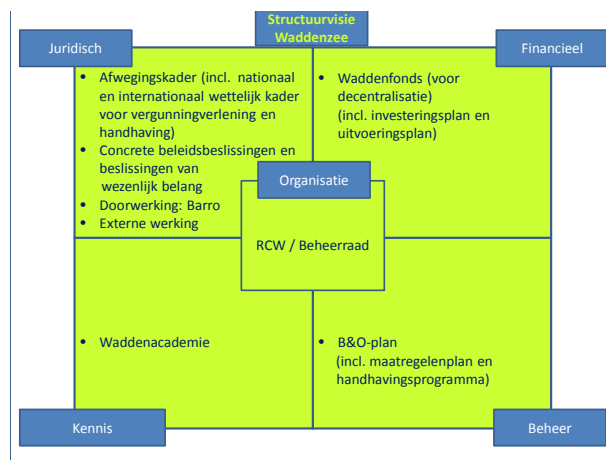 Structuurvisie
Waddenzee
Juridisch
Financieel
• Afwegingskader (incl. nationaal
en internationaal wettelijk kader
voor vergunningverlening en
handhaving)
• Concrete beleidsbeslissingen en
beslissingen van
wezenlijk belang
• Doorwerking: Barro
• Externe werking
• Waddenfonds (voor
decentralisatie)
(incl. investeringsplan en
uitvoeringsplan)
Organisatie
RCW / Beheerraad
• Waddenacademie
• B&O-plan
(incl. maatregelenplan en
handhavingsprogramma)
Kennis
Beheer